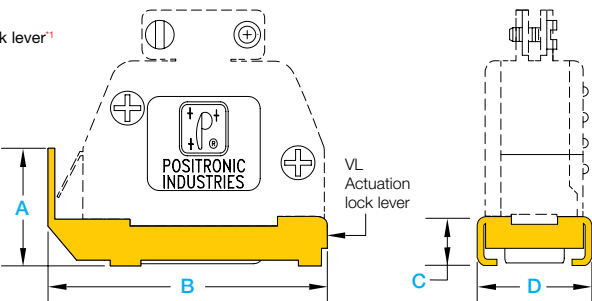 k lever*1
P
®
POSITRONIC
INDUSTRIES
VL
Actuation
lock lever
A
B
C
D